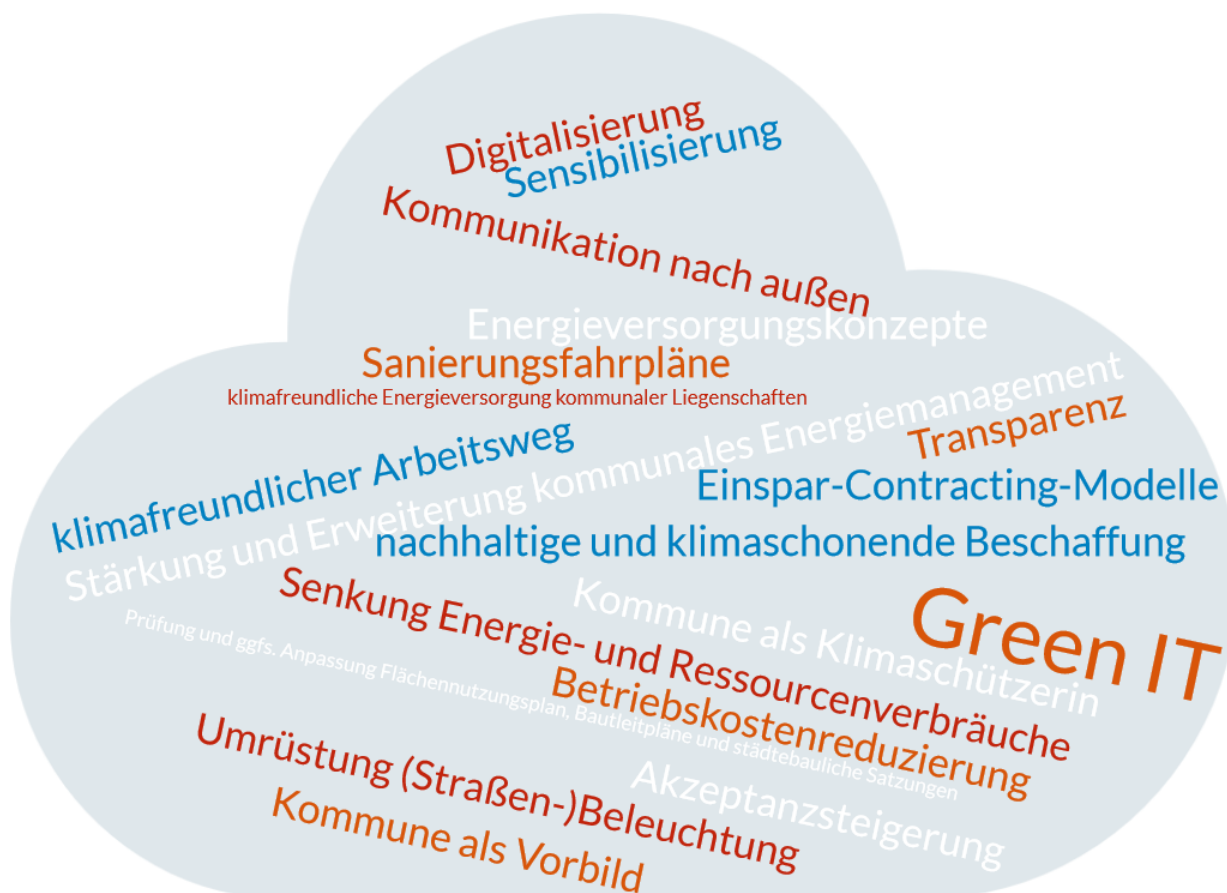 Digitalisierung
Sensibilisierung
Kommunikation nach außen
Energieversorgungskonzepte
Sanierungsfahrpläne
klimafreundliche Energieversorgung kommunaler Liegenschaften
Stärkung und Erweiterung kommunales Energiemanagement
Transparenz
klimafreundlicher Arbeitsweg
Einspar-Contracting-Modelle
nachhaltige und klimaschonende Beschaffung
Green IT
Kommune als Klimaschützerin
Senkung Energie- und Ressourcenverbräuche
Prüfung und ggfs. Anpassung Flächennutzungsplan, Bautleitpläne und städtebauliche Satzungen
Betriebskostenreduzierung
Umrüstung (Straßen-)Beleuchtung
Akzeptanzsteigerung
Kommune als Vorbild